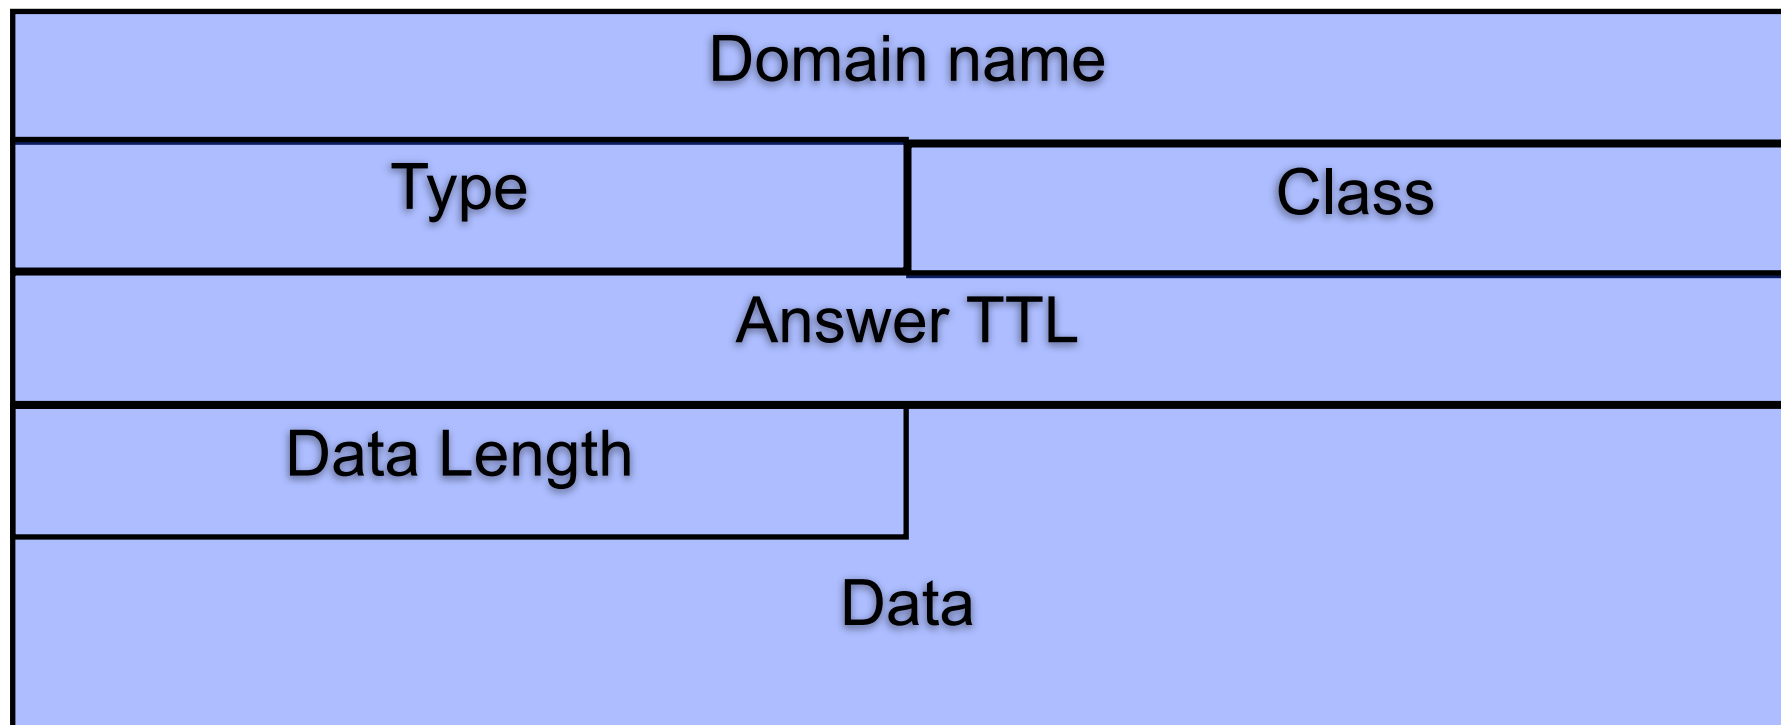 Domain name
Type
Class
Answer TTL
Data Length
Data